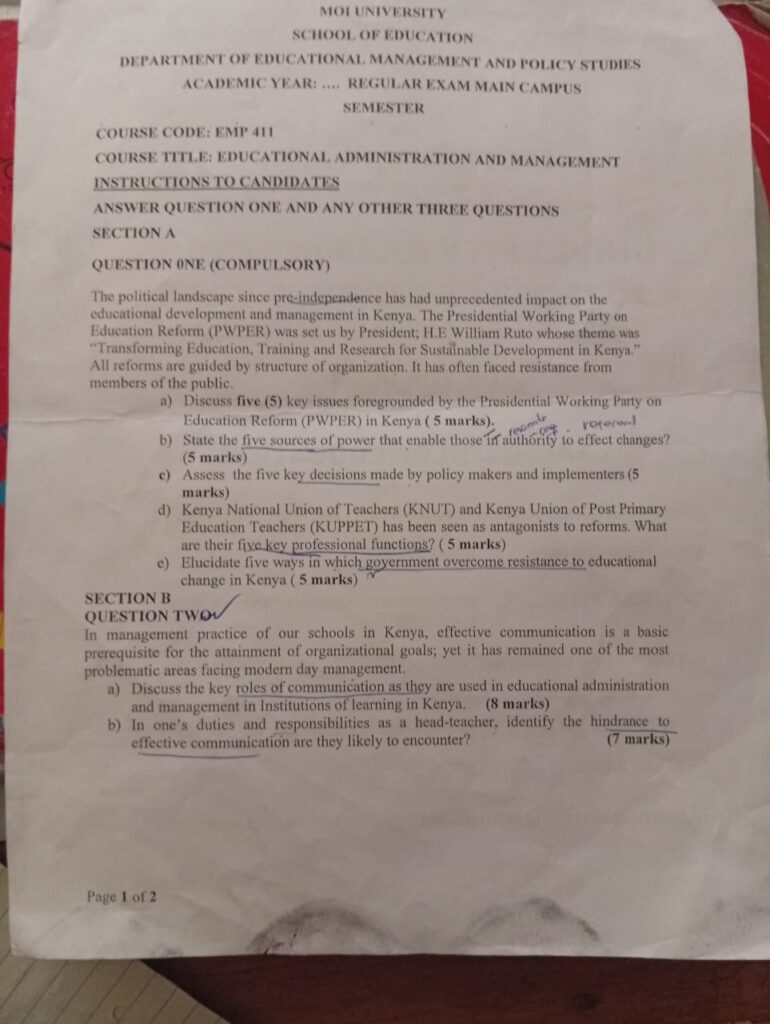 MOI UNIVERSITY
SCHOOL OF EDUCATION
DEPARTMENT OF EDUCATIONAL MANAGEMENT AND POLICY STUDIES
ACADEMIC YEAR: .... REGULAR EXAM MAIN CAMPUS
SEMESTER
COURSE CODE: EMP 411
COURSE TITLE: EDUCATIONAL ADMINISTRATION AND MANAGEMENT
INSTRUCTIONS TO CANDIDATES
ANSWER QUESTION ONE AND ANY OTHER THREE QUESTIONS
SECTION A
QUESTION 0NE (COMPULSORY)
The political landscape since pre-independence has had unprecedented impact on the
educational development and management in Kenya. The Presidential Working Party on
Education Reform (PWPER) was set us by President; H.E William Ruto whose theme was
“Transforming Education, Training and Research for Sustainable Development in Kenya.”
All reforms are guided by structure of organization. It has often faced resistance from
members of the public.
a) Discuss five (5) key issues foregrounded by the Presidential Working Party on
Education Reform (PWPER) in Kenya ( 5 marks).
referent
b) State the five sources of power that enable those in authority to effect changes?
(5 marks)
c) Assess the five key decisions made by policy makers and implementers (5
marks)
d) Kenya National Union of Teachers (KNUT) and Kenya Union of Post Primary
Education Teachers (KUPPET) has been seen as antagonists to reforms. What
are their five key professional functions? ( 5 marks)
e) Elucidate five ways in which government overcome resistance to educational
change in Kenya ( 5 marks)
SECTION B
QUESTION TWO
In management practice of our schools in Kenya, effective communication is a basic
prerequisite for the attainment of organizational goals; yet it has remained one of the most
problematic areas facing modern day management.
a) Discuss the key roles of communication as they are used in educational administration
and management in Institutions of learning in Kenya. (8 marks)
b) In one’s duties and responsibilities as a head-teacher, identify the hindrance to
effective communication are they likely to encounter? (7 marks)
Page 1 of 2